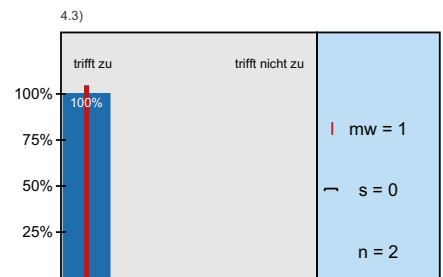 4.3)
trifft zu trifft nicht zu
100%
100%
mw = 1
75%
50%
s = 0
25%
n = 2